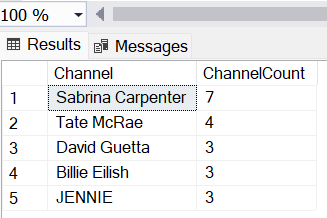 100 %
Results Messages
Channel ChannelCount
1 Sabrina Carpenter 7
2 Tate McRae 4
3 David Guetta 3
4 Billie Eilish 3
5 JENNIE 3